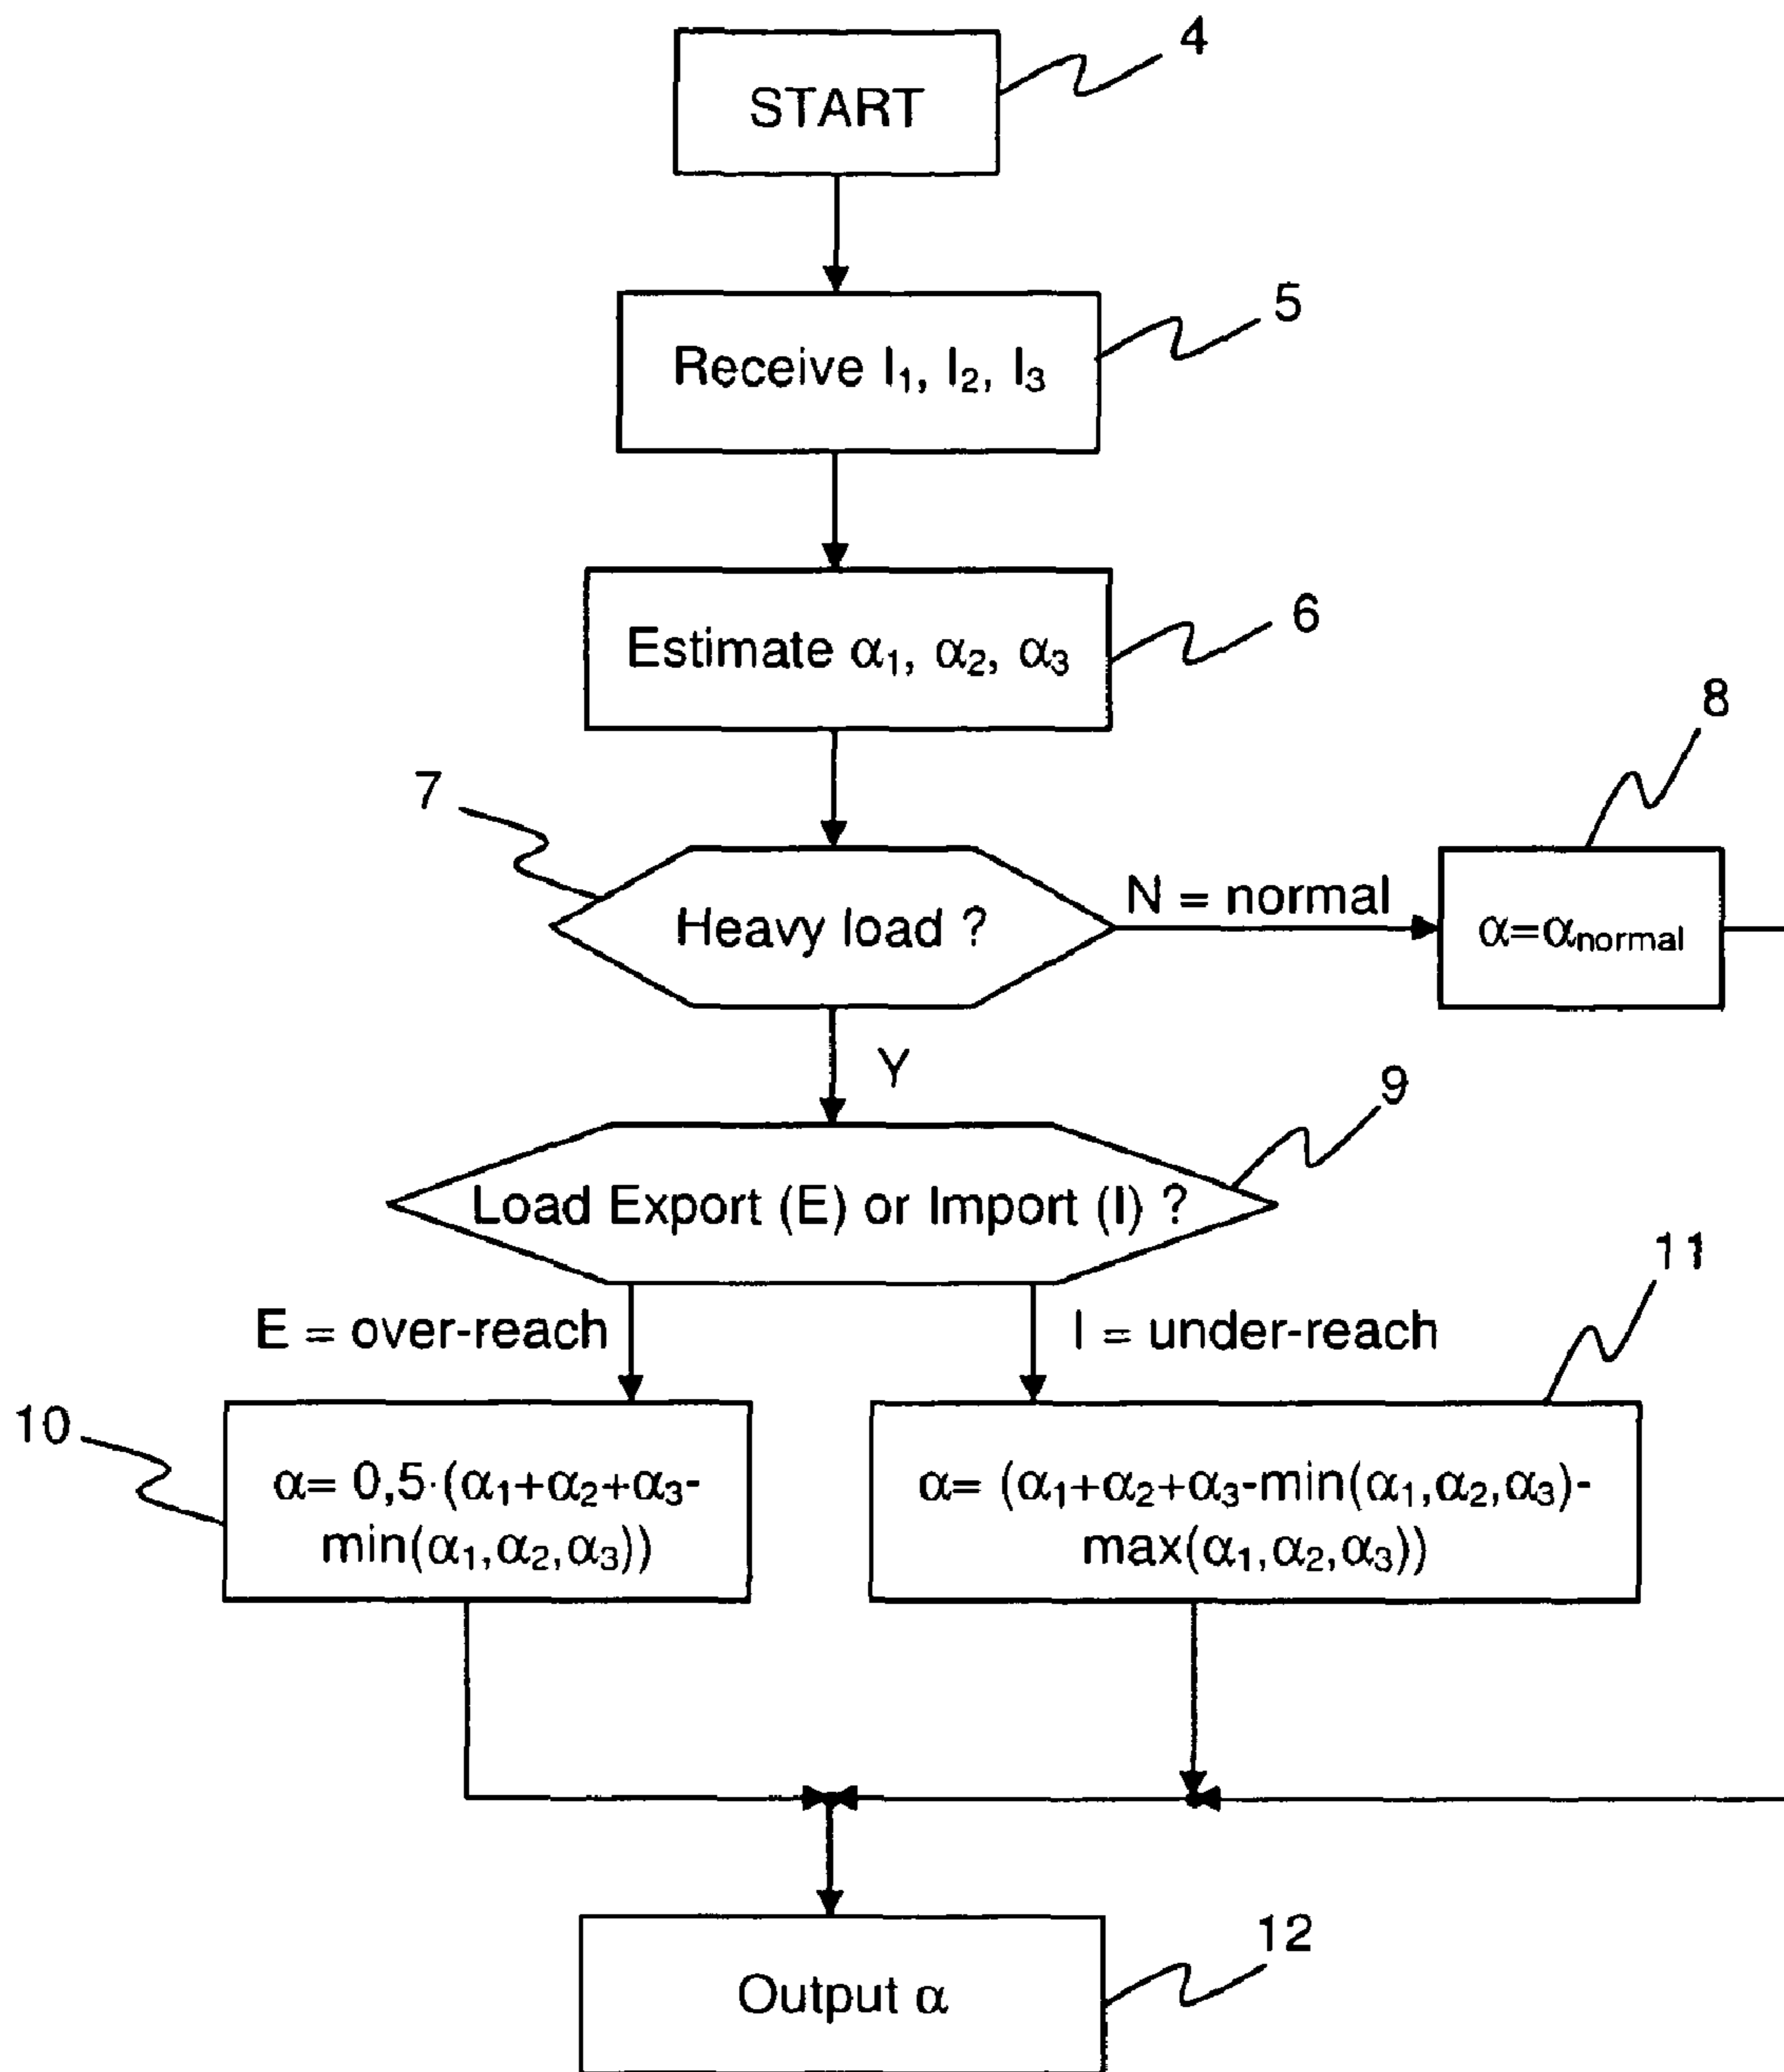 4
START
5
Receive I₁, I₂, I₃
6
Estimate α₁, α₂, α₃
8
7
Heavy load ?
N = normal
α=αnormal
Y
9
Load Export (E) or Import (I) ?
11
E = over-reach
I = under-reach
10
α= 0,5·(α₁+α₂+α₃-
min(α₁,α₂,α₃))
α= (α₁+α₂+α₃-min(α₁,α₂,α₃)-
max(α₁,α₂,α₃))
12
Output α